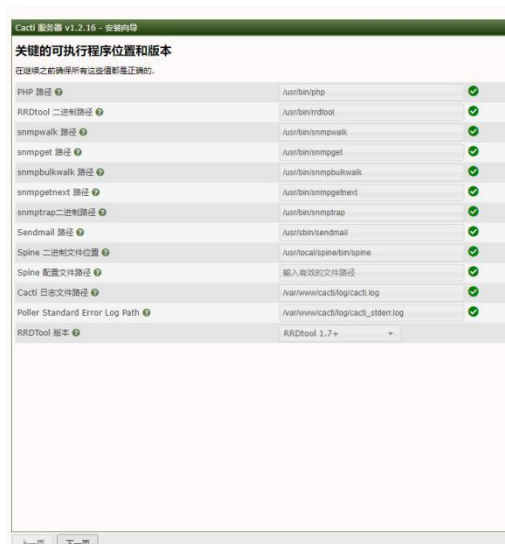 Cacti 服务器 v1.2.16 - 安装向导
关键的可执行程序位置和版本
在继续之前确保所有这些值都是正确的.
PHP 路径 /usr/bin/php
RRDtool 二进制路径 /usr/bin/rrdtool
snmpwalk 路径 /usr/bin/snmpwalk
snmpget 路径 /usr/bin/snmpget
snmpbulkwalk 路径 /usr/bin/snmpbulkwalk
snmpgetnext 路径 /usr/bin/snmpgetnext
snmptrap二进制路径 /usr/bin/snmptrap
Sendmail 路径 /usr/sbin/sendmail
Spine 二进制文件位置 /usr/local/spine/bin/spine
Spine 配置文件路径 输入有效的文件路径
Cacti 日志文件路径 /var/www/cacti/log/cacti.log
Poller Standard Error Log Path /var/www/cacti/log/cacti_stderr.log
RRDTool 版本 RRDtool 1.7+
上一页 下一页